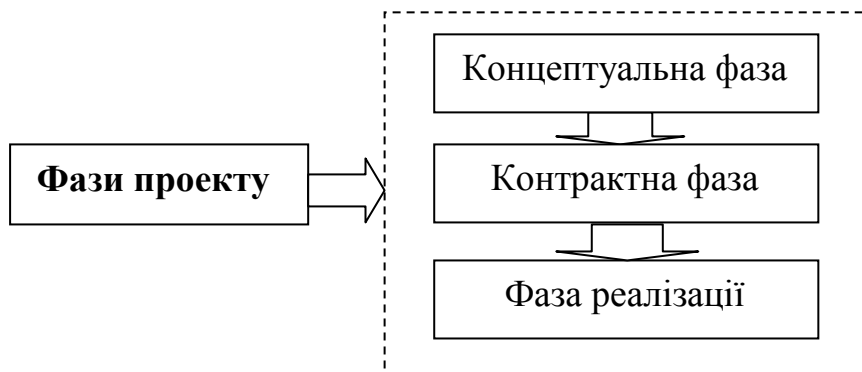 Концептуальна фаза
Фази проекту
Контрактна фаза
Фаза реалізації